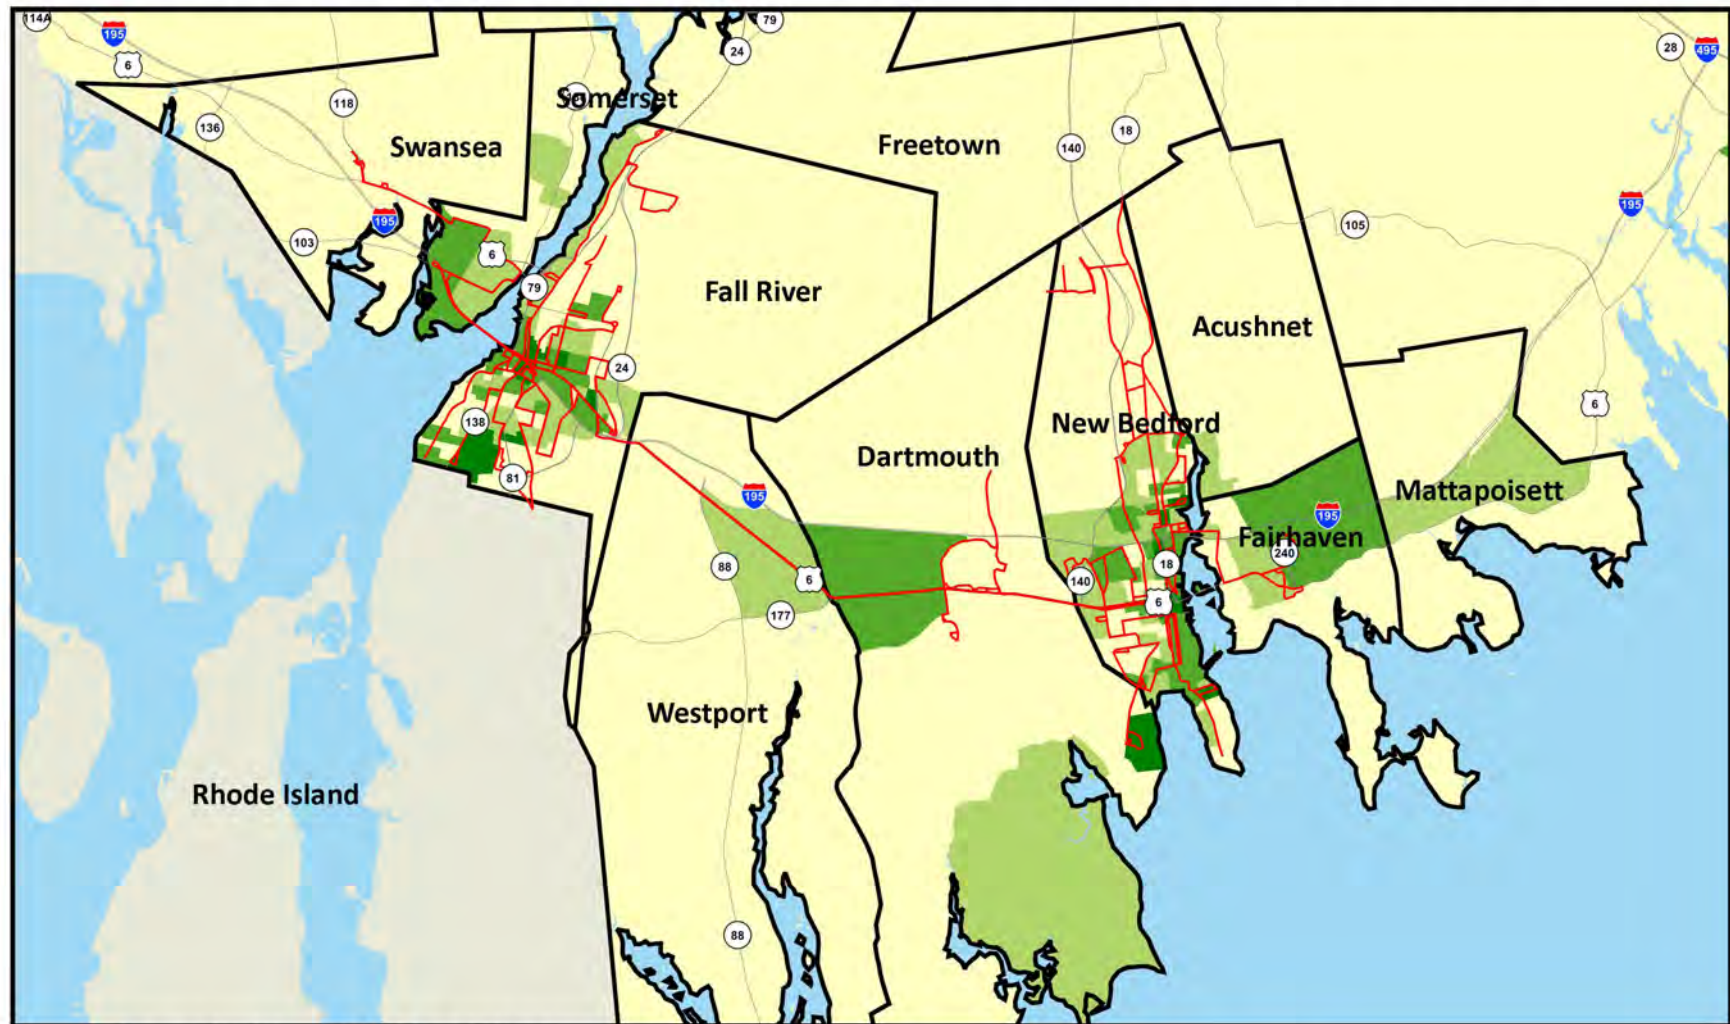 114A
195
6
79
24
28
495
118
Somerset
136
Swansea
Freetown
140
18
195
195
103
105
6
79
Fall River
Acushnet
24
6
138
New Bedford
Dartmouth
81
195
Mattapoisett
195
Fairhaven
240
88
6
18
140
6
177
Westport
Rhode Island
88